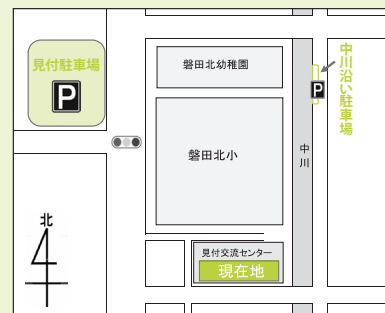 磐田北幼稚園
見付駐車場
P
中川沿い駐車場
P
磐田北小
中川
北
見付交流センター
現在地